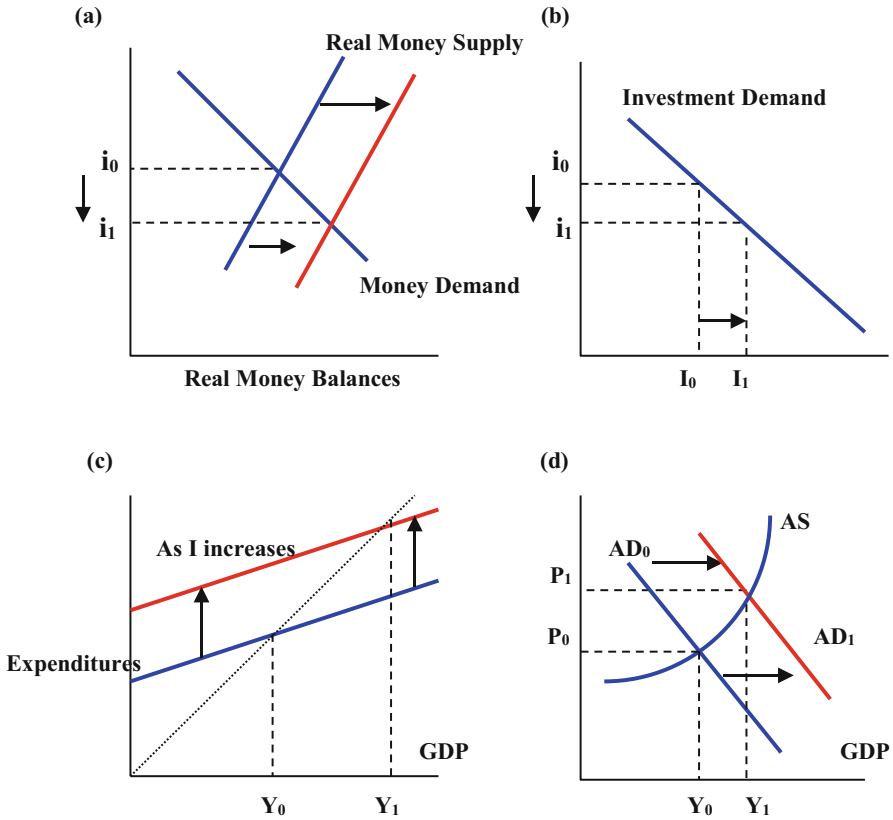 (a)
Real Money Supply
i₀
i₁
Money Demand
Real Money Balances
(b)
Investment Demand
i₀
i₁
I₀ I₁
(c)
As I increases
Expenditures
GDP
Y₀ Y₁
(d)
AS
AD₀
P₁
P₀
AD₁
GDP
Y₀ Y₁